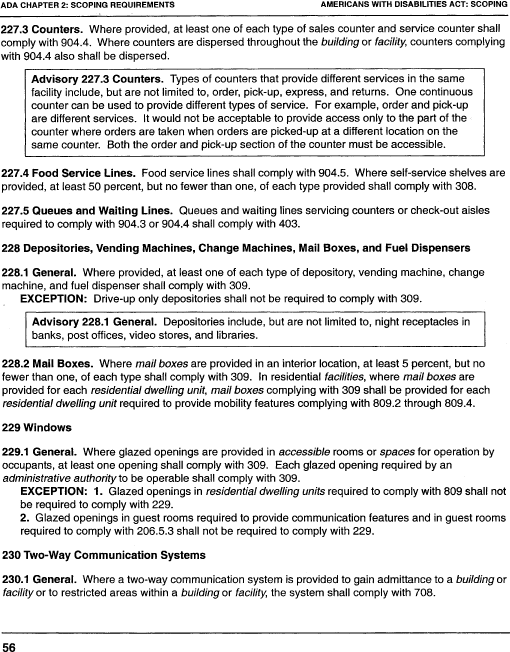 ADA CHAPTER 2: SCOPING REQUIREMENTS AMERICANS WITH DISABILITIES ACT: SCOPING
227.3 Counters. Where provided, at least one of each type of sales counter and service counter shall
comply with 904.4. Where counters are dispersed throughout the building or facility, counters complying
with 904.4 also shall be dispersed.
Advisory 227.3 Counters. Types of counters that provide different services in the same
facility include, but are not limited to, order, pick-up, express, and returns. One continuous
counter can be used to provide different types of service. For example, order and pick-up
are different services. It would not be acceptable to provide access only to the part of the
counter where orders are taken when orders are picked-up at a different location on the
same counter. Both the order and pick-up section of the counter must be accessible.
227.4 Food Service Lines. Food service lines shall comply with 904.5. Where self-service shelves are
provided, at least 50 percent, but no fewer than one, of each type provided shall comply with 308.
227.5 Queues and Waiting Lines. Queues and waiting lines servicing counters or check-out aisles
required to comply with 904.3 or 904.4 shall comply with 403.
228 Depositories, Vending Machines, Change Machines, Mail Boxes, and Fuel Dispensers
228.1 General. Where provided, at least one of each type of depository, vending machine, change
machine, and fuel dispenser shall comply with 309.
EXCEPTION: Drive-up only depositories shall not be required to comply with 309.
Advisory 228.1 General. Depositories include, but are not limited to, night receptacles in
banks, post offices, video stores, and libraries.
228.2 Mail Boxes. Where mail boxes are provided in an interior location, at least 5 percent, but no
fewer than one, of each type shall comply with 309. In residential facilities, where mail boxes are
provided for each residential dwelling unit, mail boxes complying with 309 shall be provided for each
residential dwelling unit required to provide mobility features complying with 809.2 through 809.4.
229 Windows
229.1 General. Where glazed openings are provided in accessible rooms or spaces for operation by
occupants, at least one opening shall comply with 309. Each glazed opening required by an
administrative authority to be operable shall comply with 309.
EXCEPTION: 1. Glazed openings in residential dwelling units required to comply with 809 shall not
be required to comply with 229.
2. Glazed openings in guest rooms required to provide communication features and in guest rooms
required to comply with 206.5.3 shall not be required to comply with 229.
230 Two-Way Communication Systems
230.1 General. Where a two-way communication system is provided to gain admittance to a building or
facility or to restricted areas within a building or facility, the system shall comply with 708.
56